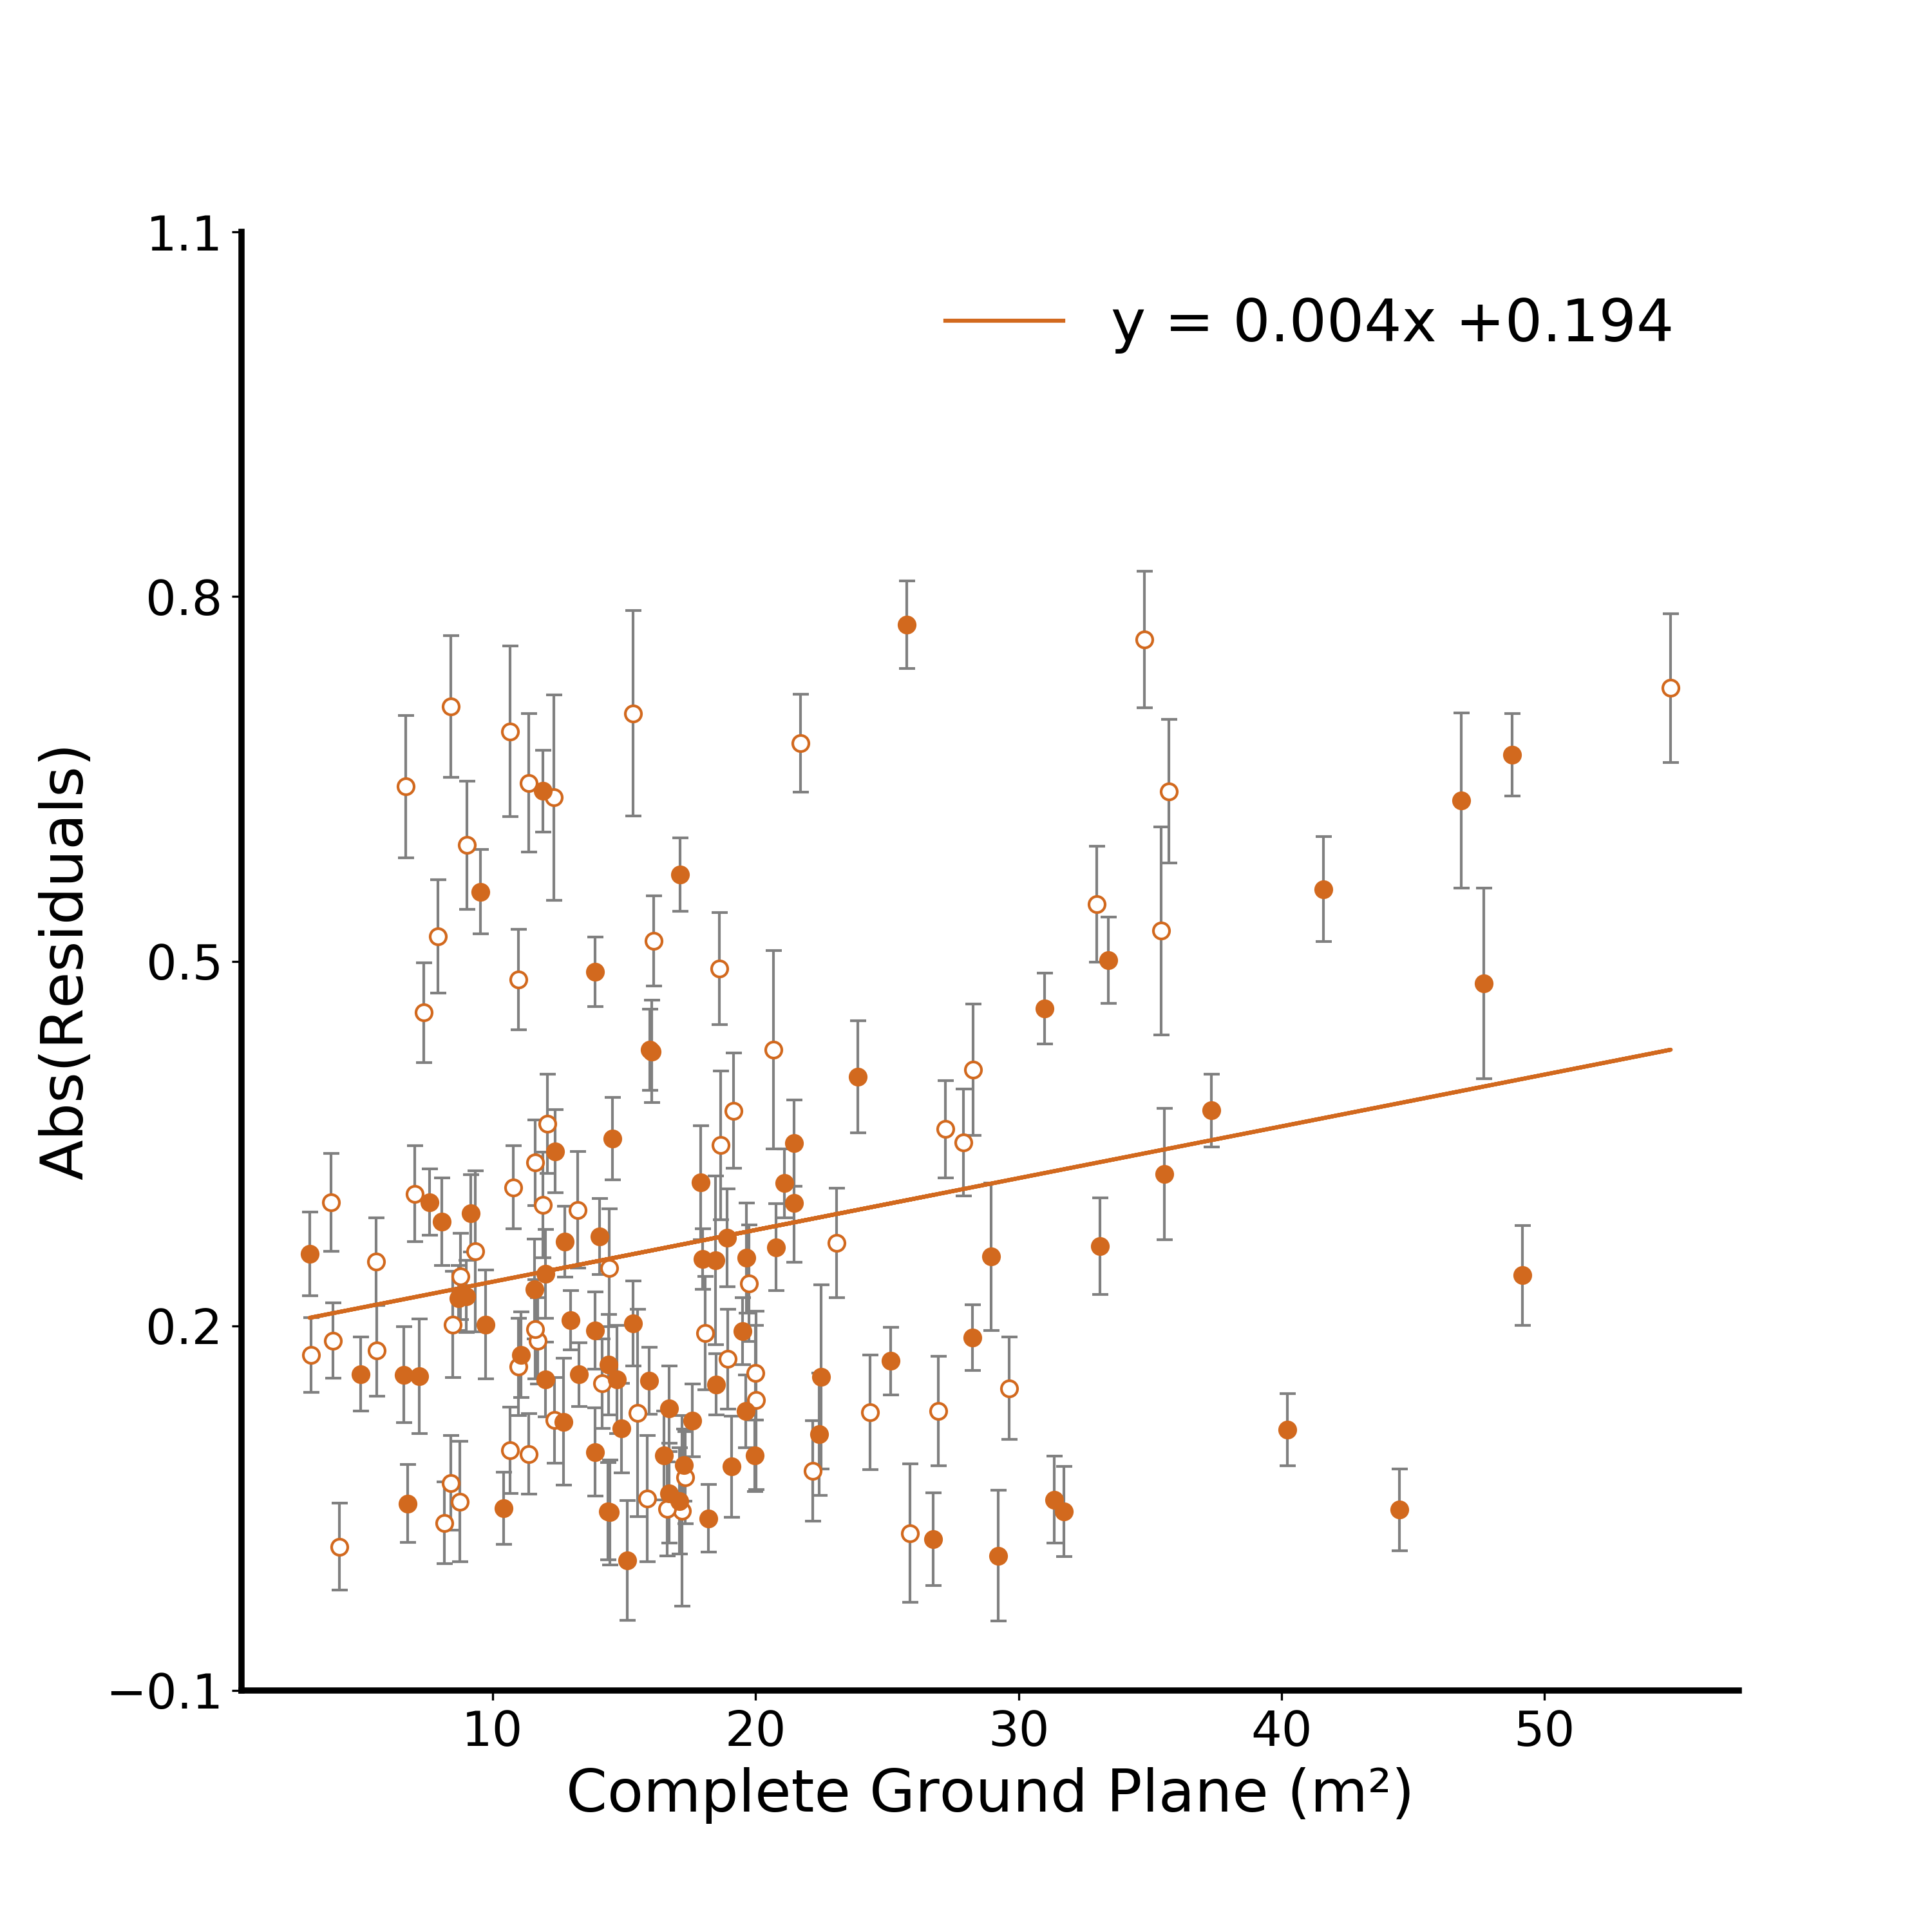 1.1
y = 0.004x +0.194
0.8
0.5
0.2
−0.1
Abs(Residuals)
10 20 30 40 50
Complete Ground Plane (m²)